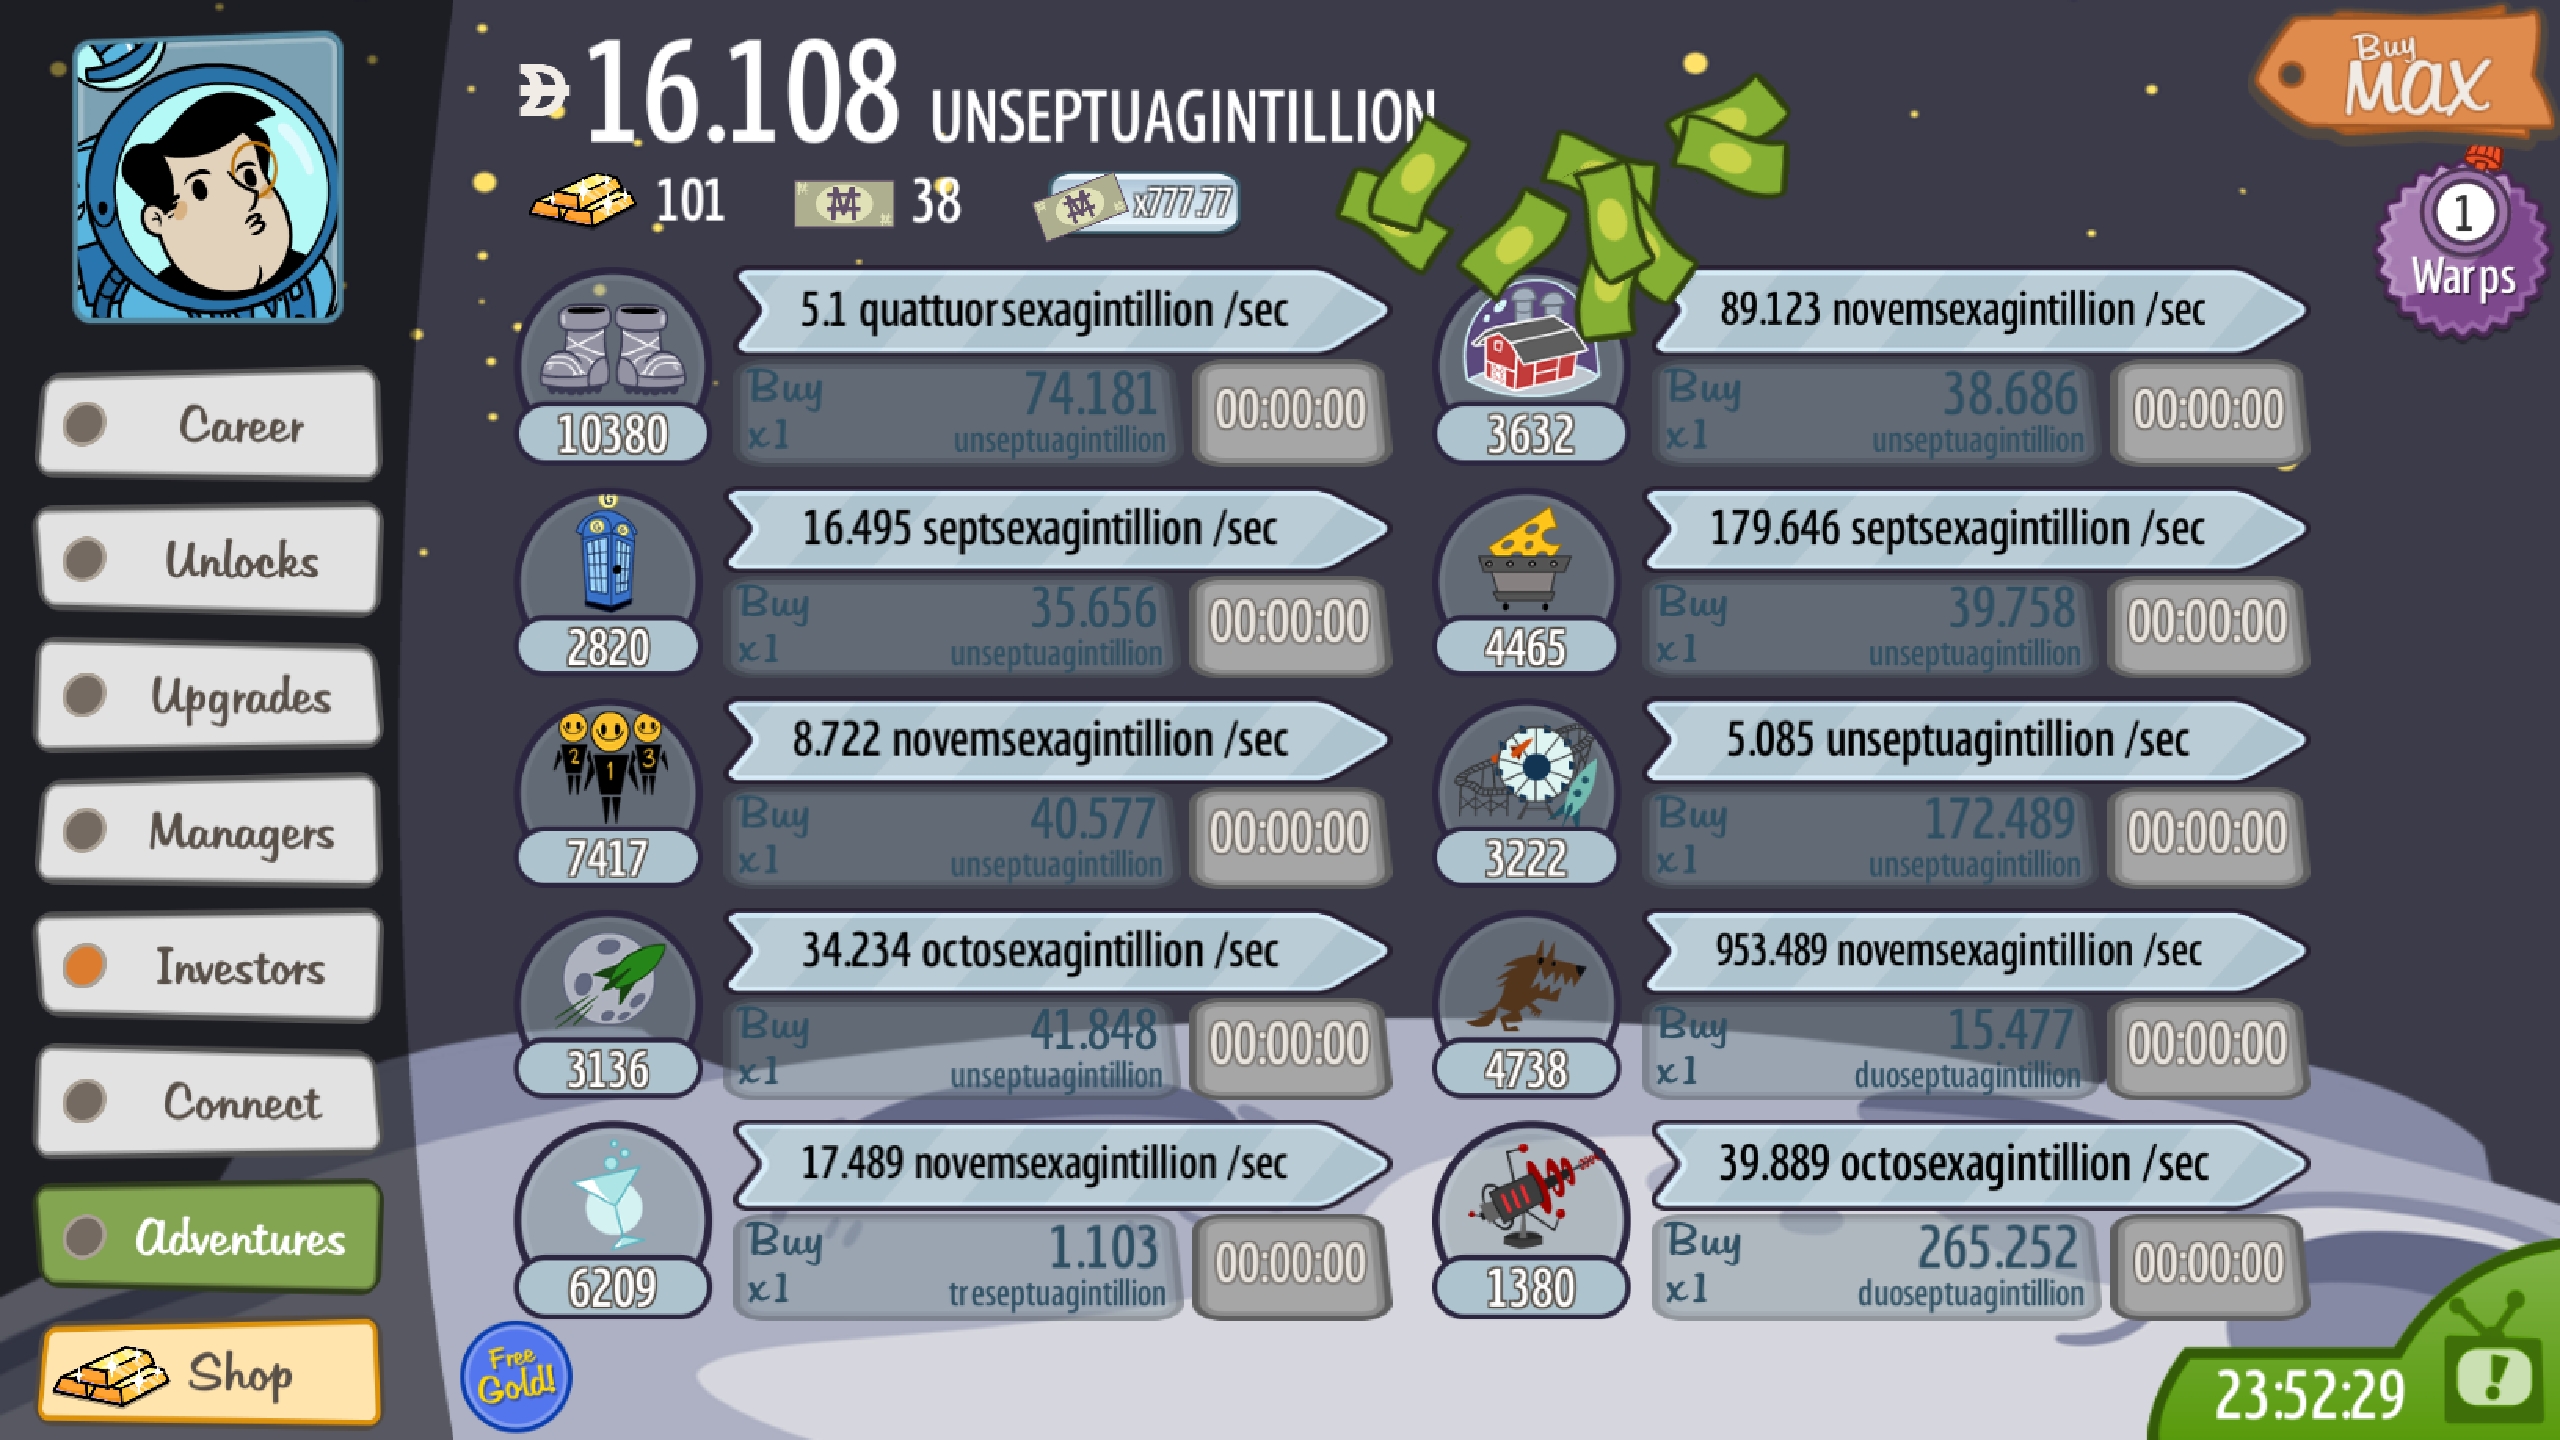 16.108 UNSEPTUAGINTILLION
Buy
MAX
101
38
x777.77
1
Warps
5.1 quattuorsexagintillion /sec
Buy 74.181
x1 unseptuagintillion
00:00:00
10380
89.123 novemsexagintillion /sec
Buy 38.686
x1 unseptuagintillion
00:00:00
3632
16.495 septsexagintillion /sec
Buy 35.656
x1 unseptuagintillion
00:00:00
2820
179.646 septsexagintillion /sec
Buy 39.758
x1 unseptuagintillion
00:00:00
4465
2 1 3
8.722 novemsexagintillion /sec
Buy 40.577
x1 unseptuagintillion
00:00:00
7417
5.085 unseptuagintillion /sec
Buy 172.489
x1 unseptuagintillion
00:00:00
3222
34.234 octosexagintillion /sec
Buy 41.848
x1 unseptuagintillion
00:00:00
3136
953.489 novemsexagintillion /sec
Buy 15.477
x1 duoseptuagintillion
00:00:00
4738
17.489 novemsexagintillion /sec
Buy 1.103
x1 treseptuagintillion
00:00:00
6209
39.889 octosexagintillion /sec
Buy 265.252
x1 duoseptuagintillion
00:00:00
1380
Career
Unlocks
Upgrades
Managers
Investors
Connect
Adventures
Shop
Free
Gold!
23:52:29
!